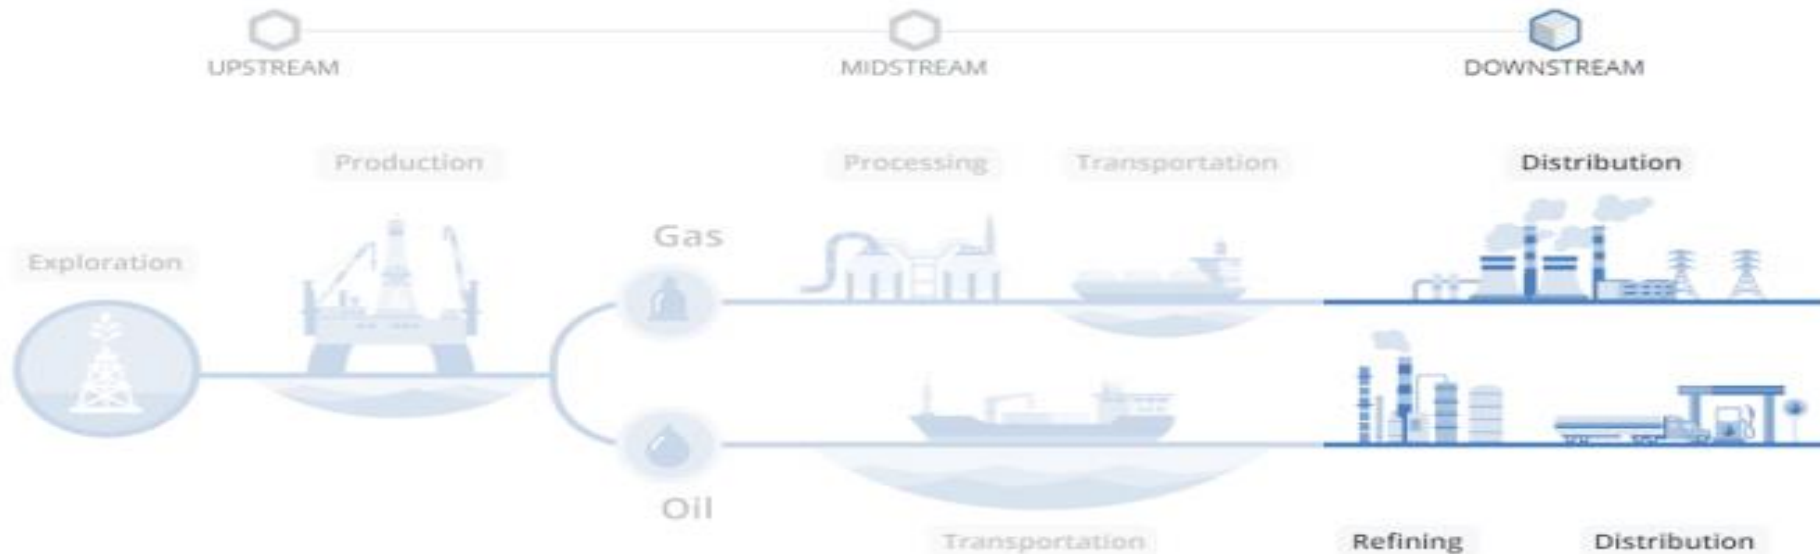 UPSTREAM
MIDSTREAM
DOWNSTREAM
Production
Processing
Transportation
Distribution
Gas
Exploration
Oil
Transportation
Refining
Distribution